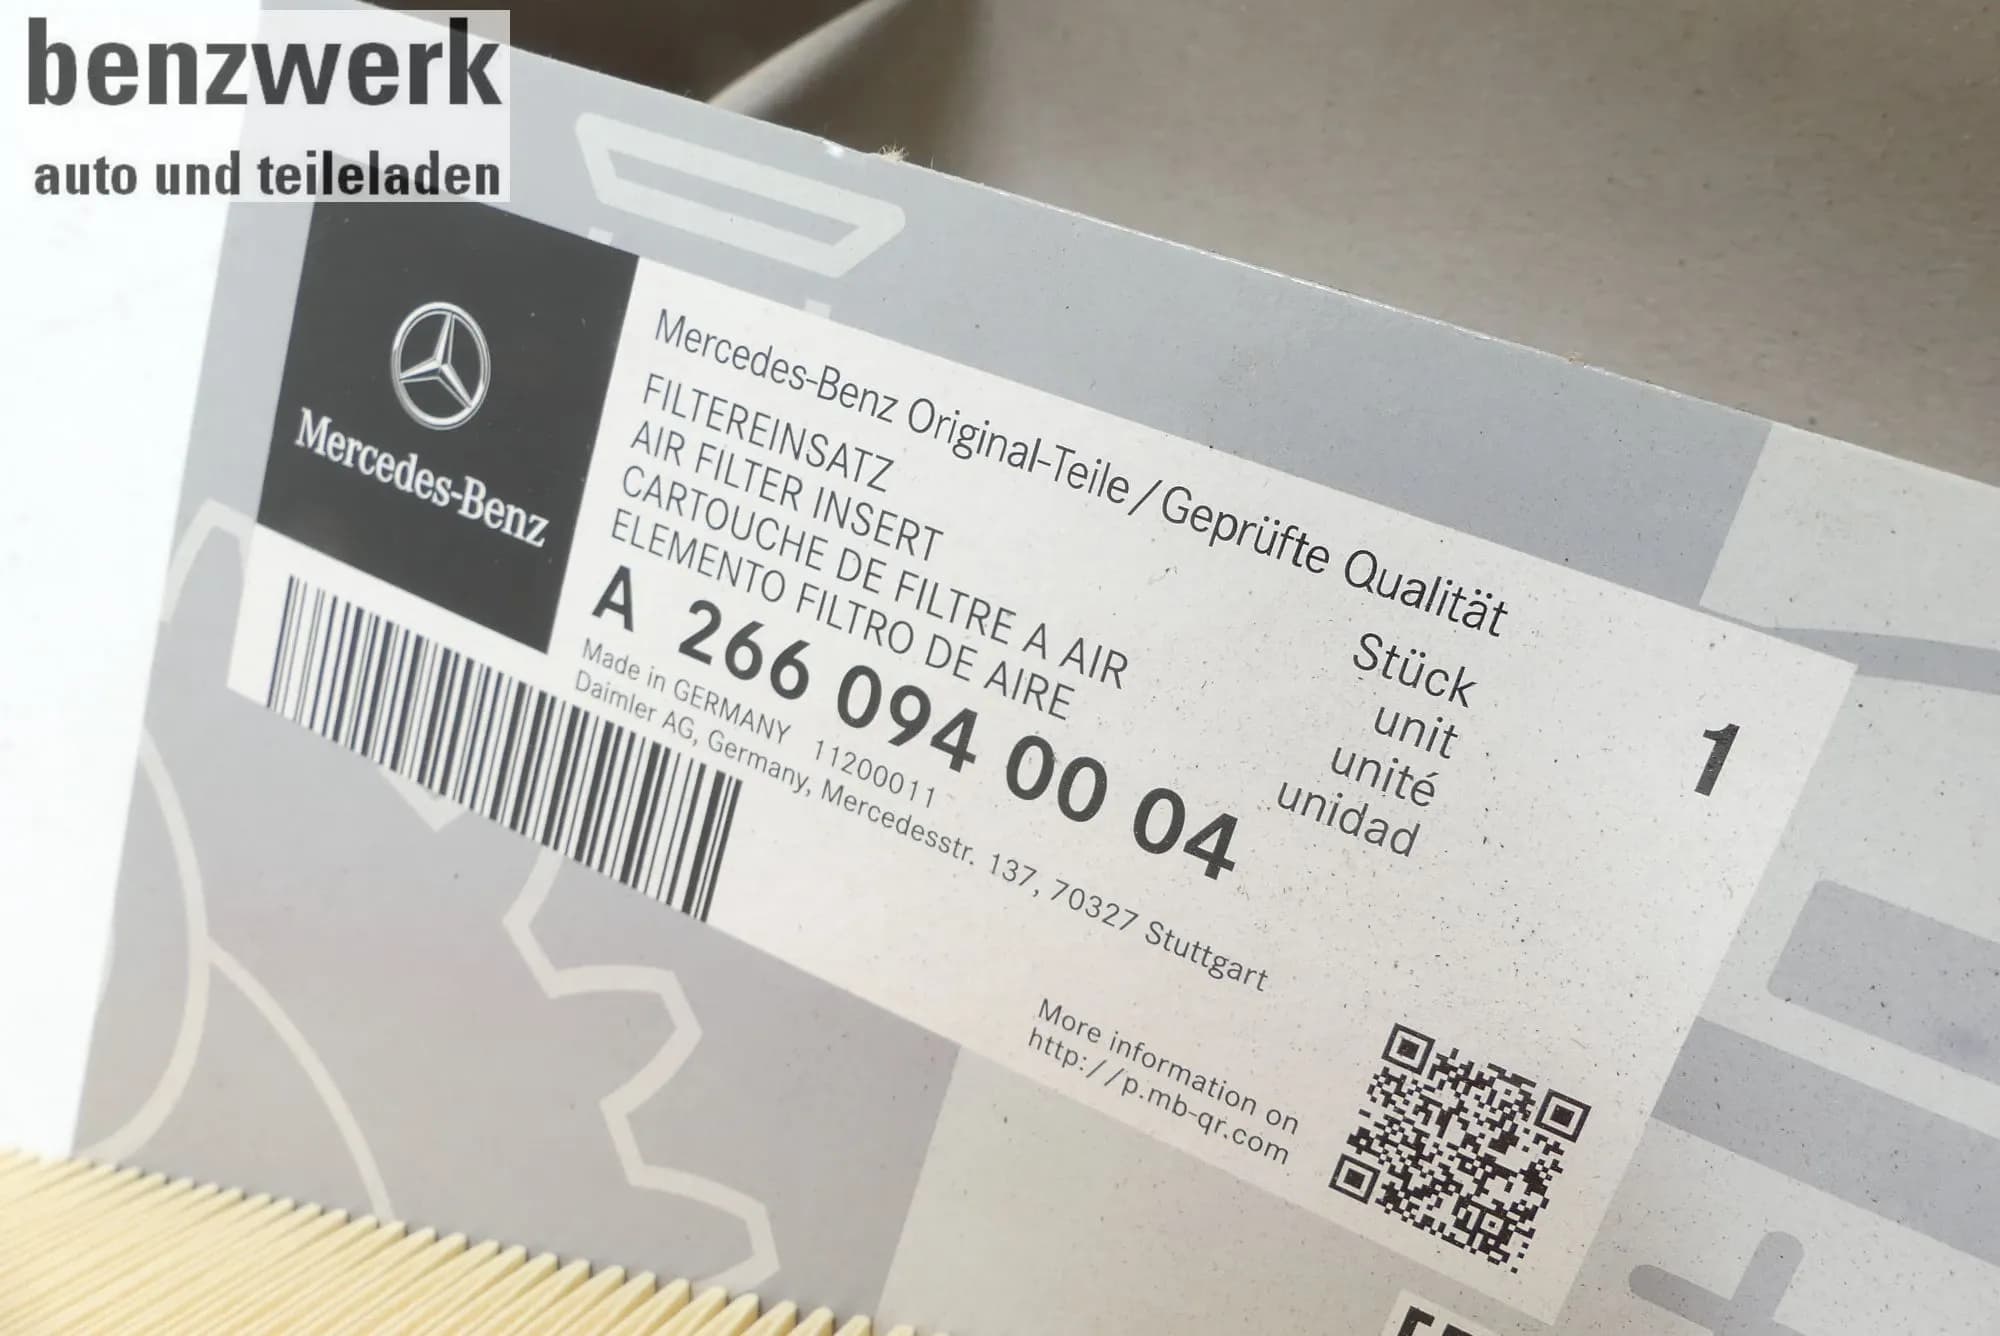 benzwerk
auto und teileladen
Mercedes-Benz
Mercedes-Benz Original-Teile / Geprüfte Qualität
FILTEREINSATZ
AIR FILTER INSERT
CARTOUCHE DE FILTRE A AIR
ELEMENTO FILTRO DE AIRE
Stück
unit
unité
unidad
1
A 266 094 00 04
Made in GERMANY 11200011
Daimler AG, Germany, Mercedesstr. 137, 70327 Stuttgart
More information on
http://p.mb-qr.com